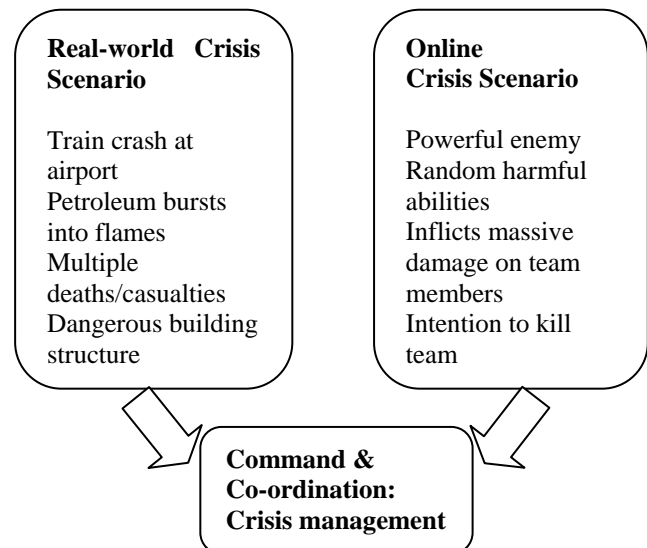 Real-world Crisis
Scenario
Train crash at
airport
Petroleum bursts
into flames
Multiple
deaths/casualties
Dangerous building
structure
Online
Crisis Scenario
Powerful enemy
Random harmful
abilities
Inflicts massive
damage on team
members
Intention to kill
team
Command &
Co-ordination:
Crisis management